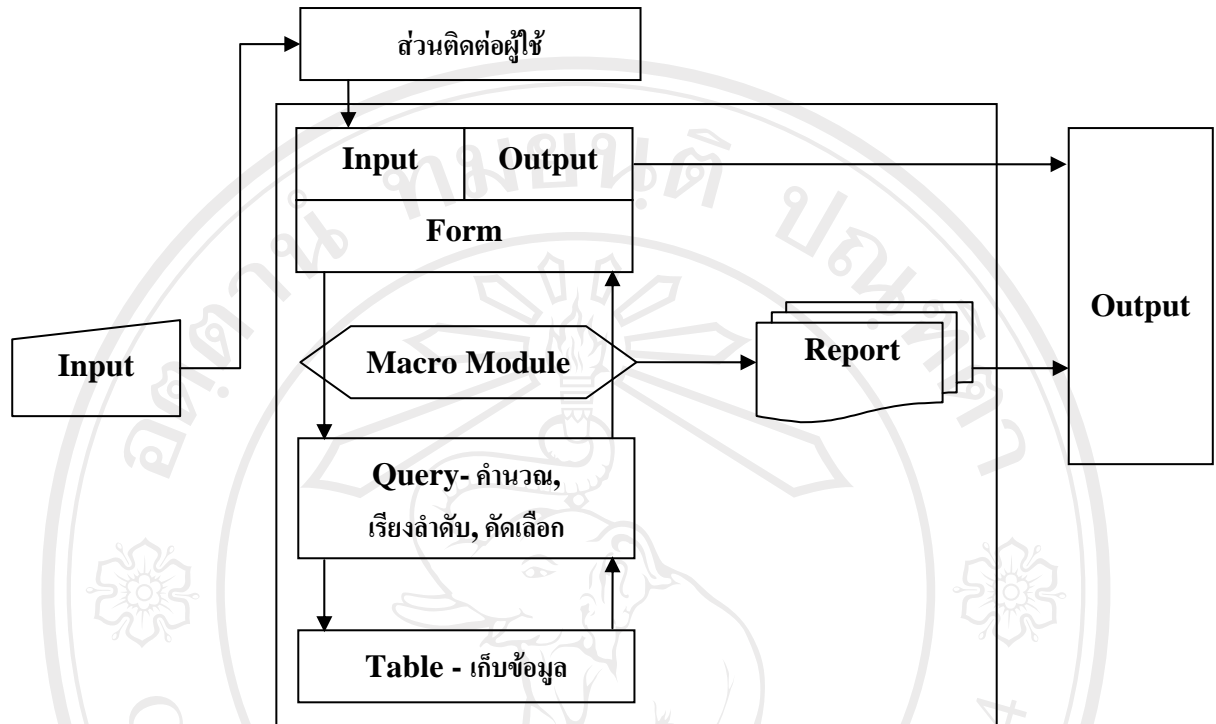 ส่วนติดต่อผู้ใช้
Input Output
Form
Input
Macro Module
Report
Output
Query- คำนวณ,
เรียงลำดับ, คัดเลือก
Table - เก็บข้อมูล